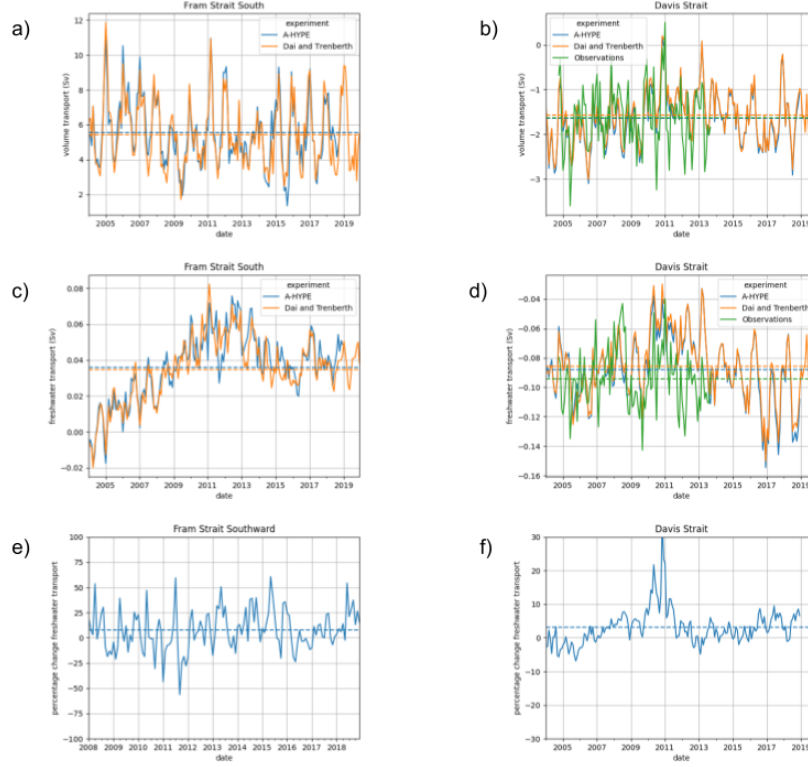 a)
Fram Strait South
volume transport (Sv)
12
10
8
6
4
2
experiment
A-HYPE
Dai and Trenberth
2005 2007 2009 2011 2013 2015 2017 2019
date
b)
Davis Strait
volume transport (Sv)
0
−1
−2
−3
experiment
A-HYPE
Dai and Trenberth
Observations
2005 2007 2009 2011 2013 2015 2017 2019
date
c)
Fram Strait South
freshwater transport (Sv)
0.08
0.06
0.04
0.02
0.00
−0.02
experiment
A-HYPE
Dai and Trenberth
2005 2007 2009 2011 2013 2015 2017 2019
date
d)
Davis Strait
freshwater transport (Sv)
−0.04
−0.06
−0.08
−0.10
−0.12
−0.14
−0.16
experiment
A-HYPE
Dai and Trenberth
Observations
2005 2007 2009 2011 2013 2015 2017 2019
date
e)
Fram Strait Southward
percentage change freshwater transport
100
75
50
25
0
−25
−50
−75
−100
2008 2009 2010 2011 2012 2013 2014 2015 2016 2017 2018
date
f)
Davis Strait
percentage change freshwater transport
30
20
10
0
−10
−20
−30
2005 2007 2009 2011 2013 2015 2017 2019
date